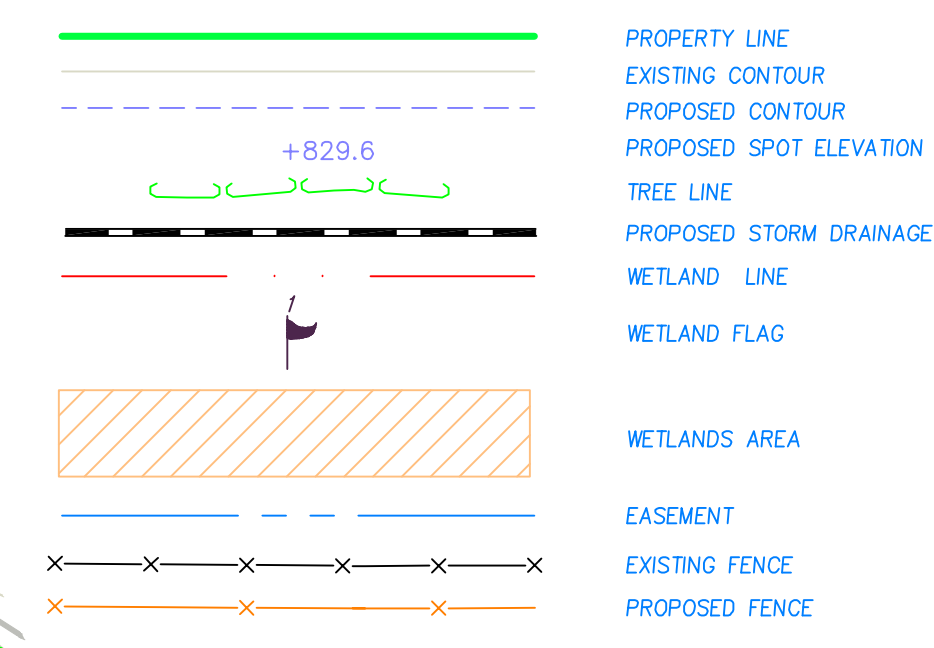 PROPERTY LINE
EXISTING CONTOUR
PROPOSED CONTOUR
+829.6 PROPOSED SPOT ELEVATION
TREE LINE
PROPOSED STORM DRAINAGE
WETLAND LINE
1
WETLAND FLAG
WETLANDS AREA
EASEMENT
EXISTING FENCE
PROPOSED FENCE